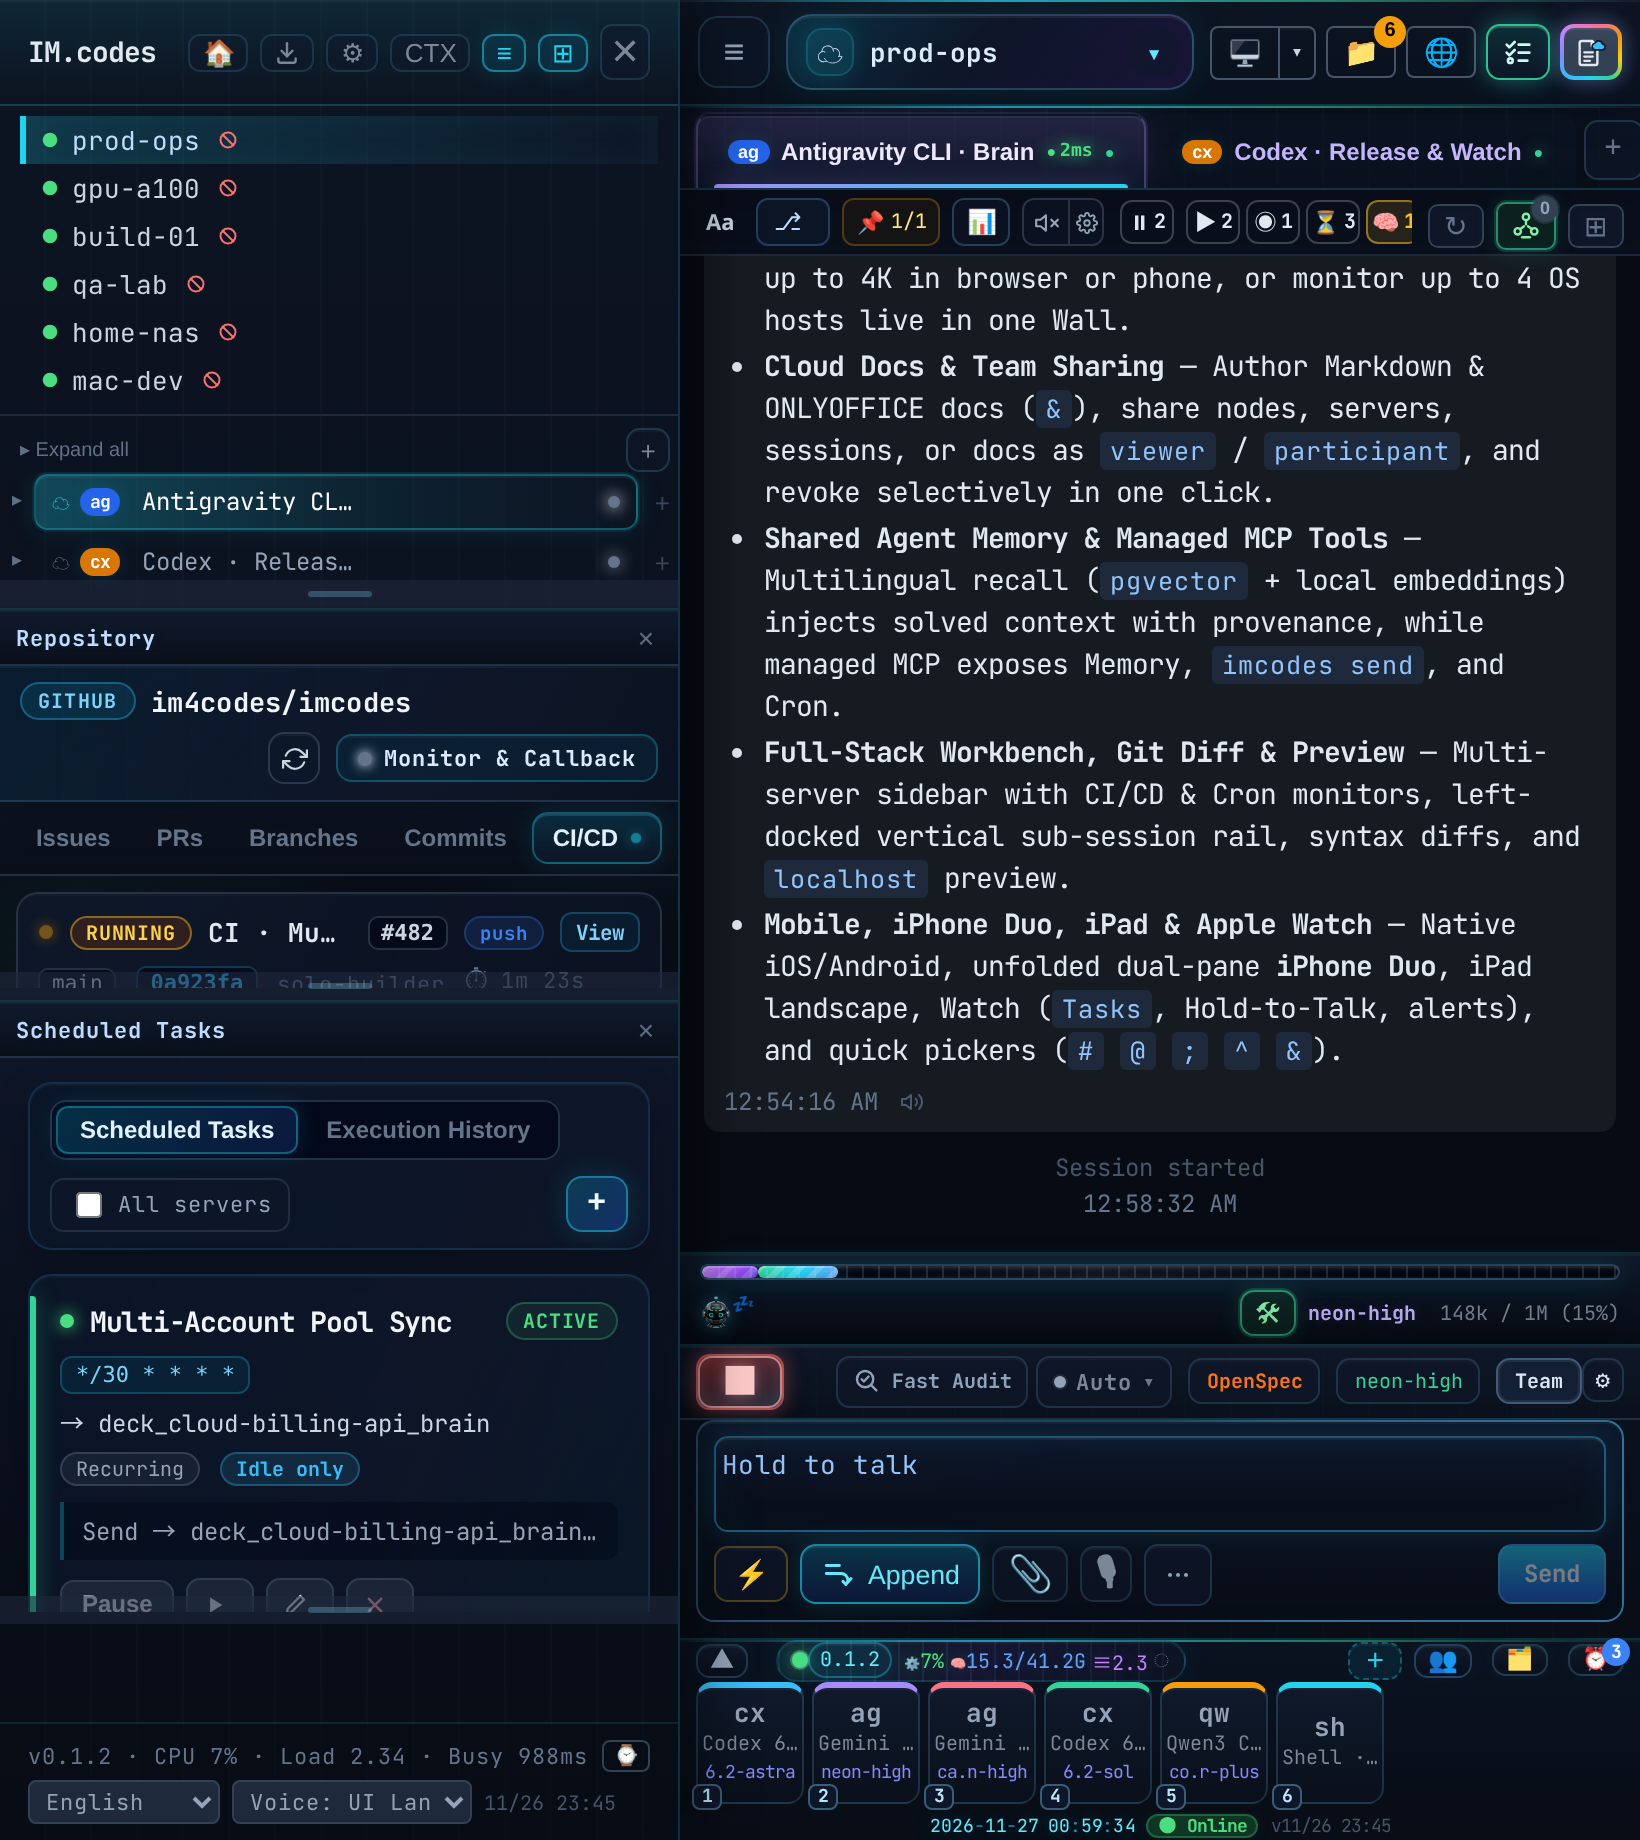 IM.codes
CTX
prod-ops
gpu-a100
build-01
qa-lab
home-nas
mac-dev
Expand all
ag Antigravity CL…
cx Codex · Releas…
Repository
GITHUB im4codes/imcodes
Monitor & Callback
Issues PRs Branches Commits CI/CD
RUNNING CI · Mu… #482 push View
main 0a923fa solo-builder 1m 23s
Scheduled Tasks
Scheduled Tasks Execution History
All servers
+
Multi-Account Pool Sync ACTIVE
*/30 * * * *
→ deck_cloud-billing-api_brain
Recurring Idle only
Send → deck_cloud-billing-api_brain…
Pause
v0.1.2 · CPU 7% · Load 2.34 · Busy 988ms
English Voice: UI Lan 11/26 23:45
prod-ops
6
ag Antigravity CLI · Brain 2ms
cx Codex · Release & Watch
+
Aa 1/1 2 2 1 3 1 0
up to 4K in browser or phone, or monitor up to 4 OS
hosts live in one Wall.
• Cloud Docs & Team Sharing — Author Markdown &
ONLYOFFICE docs ( & ), share nodes, servers,
sessions, or docs as viewer / participant, and
revoke selectively in one click.
• Shared Agent Memory & Managed MCP Tools —
Multilingual recall ( pgvector + local embeddings)
injects solved context with provenance, while
managed MCP exposes Memory, imcodes send, and
Cron.
• Full-Stack Workbench, Git Diff & Preview — Multi-
server sidebar with CI/CD & Cron monitors, left-
docked vertical sub-session rail, syntax diffs, and
localhost preview.
• Mobile, iPhone Duo, iPad & Apple Watch — Native
iOS/Android, unfolded dual-pane iPhone Duo, iPad
landscape, Watch ( Tasks, Hold-to-Talk, alerts),
and quick pickers ( # @ ; ^ & ).
12:54:16 AM
Session started
12:58:32 AM
neon-high 148k / 1M (15%)
Fast Audit Auto OpenSpec neon-high Team
Hold to talk
Append ··· Send
0.1.2 7% 15.3/41.2G 2.3 + 3
cx ag ag cx qw sh
Codex 6… Gemini … Gemini … Codex 6… Qwen3 C… Shell ·…
6.2-astra neon-high ca.n-high 6.2-sol co.r-plus
1 2 3 4 5 6
2026-11-27 00:59:34 Online v11/26 23:45